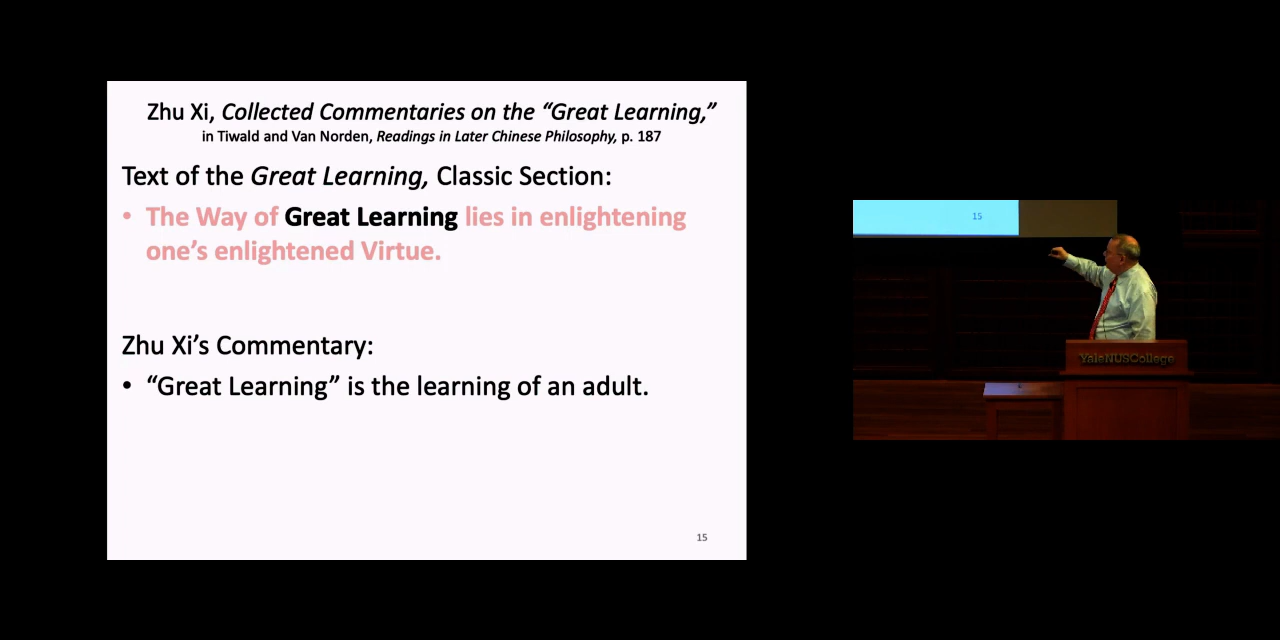 Zhu Xi, Collected Commentaries on the “Great Learning,”
in Tiwald and Van Norden, Readings in Later Chinese Philosophy, p. 187
Text of the Great Learning, Classic Section:
• The Way of Great Learning lies in enlightening
one’s enlightened Virtue.
Zhu Xi’s Commentary:
• “Great Learning” is the learning of an adult.
15
15
YaleNUSCollege